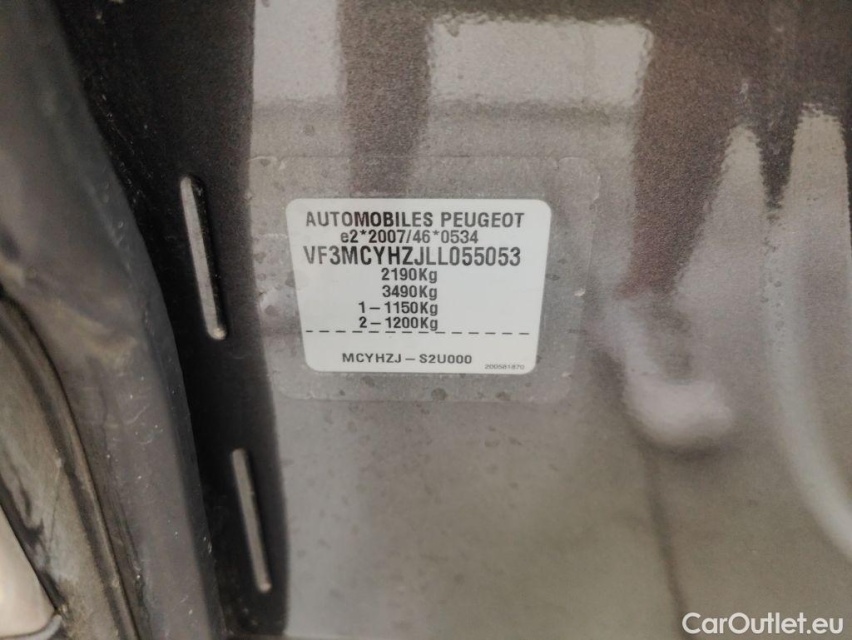 AUTOMOBILES PEUGEOT
e2*2007/46*0534
VF3MCYHZJLL055053
2190Kg
3490Kg
1-1150Kg
2-1200Kg
MCYHZJ-S2U000
CarOutlet.eu